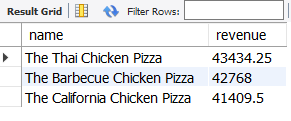 Result Grid Filter Rows:
name revenue
The Thai Chicken Pizza 43434.25
The Barbecue Chicken Pizza 42768
The California Chicken Pizza 41409.5